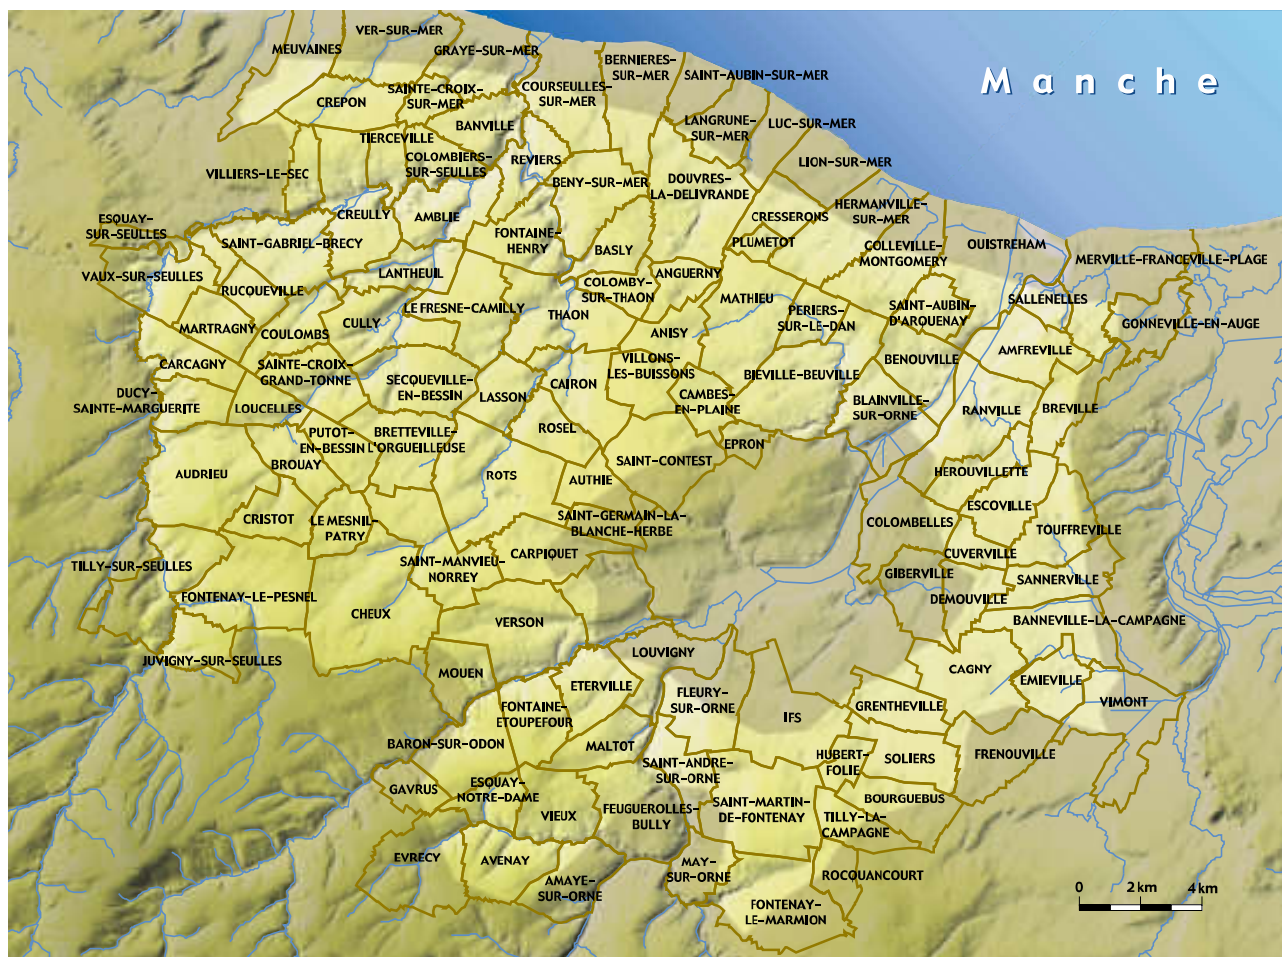 VER-SUR-MER
MEUVAINES
GRAYE-SUR-MER
BERNIERES-
SUR-MER
SAINT-AUBIN-SUR-MER
Manche
SAINTE-CROIX-
SUR-MER
COURSEULLES-
SUR-MER
CREPON
LANGRUNE-
SUR-MER
LUC-SUR-MER
BANVILLE
TIERCEVILLE
COLOMBIERS-
SUR-SEULLES
REVIERS
LION-SUR-MER
VILLIERS-LE-SEC
BENY-SUR-MER
DOUVRES-
LA-DELIVRANDE
HERMANVILLE-
SUR-MER
ESQUAY-
SUR-SEULLES
CREULLY
AMBLIE
CRESSERONS
SAINT-GABRIEL-BRECY
FONTAINE-
HENRY
BASLY
PLUMETOT
COLLEVILLE-
MONTGOMERY
OUISTREHAM
MERVILLE-FRANCEVILLE-PLAGE
VAUX-SUR-SEULLES
LANTHEUIL
ANGUERNY
RUCQUEVILLE
COLOMBY-
SUR-THAON
MATHIEU
SALLENELLES
LE FRESNE-CAMILLY
THAON
PERIERS-
SUR-LE-DAN
SAINT-AUBIN-
D'ARQUENAY
GONNEVILLE-EN-AUGE
MARTRAGNY
COULOMBS
CULLY
ANISY
AMFREVILLE
CARCAGNY
SAINTE-CROIX-
GRAND-TONNE
VILLONS-
LES-BUISSONS
BENOUVILLE
SECQUEVILLE-
EN-BESSIN
CAIRON
BIEVILLE-BEUVILLE
DUCY-
SAINTE-MARGUERITE
LOUCELLES
LASSON
CAMBES-
EN-PLAINE
BLAINVILLE-
SUR-ORNE
RANVILLE
BREVILLE
PUTOT-
EN-BESSIN
BRETTEVILLE-
L'ORGUEILLEUSE
ROSEL
EPRON
AUDRIEU
BROUAY
ROTS
SAINT-CONTEST
HEROUVILLETTE
AUTHIE
ESCOVILLE
CRISTOT
LE MESNIL-
PATRY
SAINT-GERMAIN-LA-
BLANCHE-HERBE
COLOMBELLES
TOUFFREVILLE
CARPIQUET
CUVERVILLE
TILLY-SUR-SEULLES
SAINT-MANVIEU-
NORREY
GIBERVILLE
SANNERVILLE
FONTENAY-LE-PESNEL
CHEUX
DEMOUVILLE
VERSON
BANNEVILLE-LA-CAMPAGNE
JUVIGNY-SUR-SEULLES
LOUVIGNY
MOUEN
CAGNY
EMIEVILLE
ETERVILLE
FLEURY-
SUR-ORNE
VIMONT
FONTAINE-
ETOUPEFOUR
IFS
GRENTHEVILLE
BARON-SUR-ODON
MALTOT
HUBERT-
FOLIE
SOLIERS
FRENOUVILLE
SAINT-ANDRE-
SUR-ORNE
GAVRUS
ESQUAY-
NOTRE-DAME
BOURGUEBUS
VIEUX
FEUGUEROLLES-
BULLY
SAINT-MARTIN-
DE-FONTENAY
TILLY-LA-
CAMPAGNE
EVRECY
AVENAY
MAY-
SUR-ORNE
ROCQUANCOURT
AMAYE-
SUR-ORNE
FONTENAY-
LE-MARMION
0 2 km 4 km